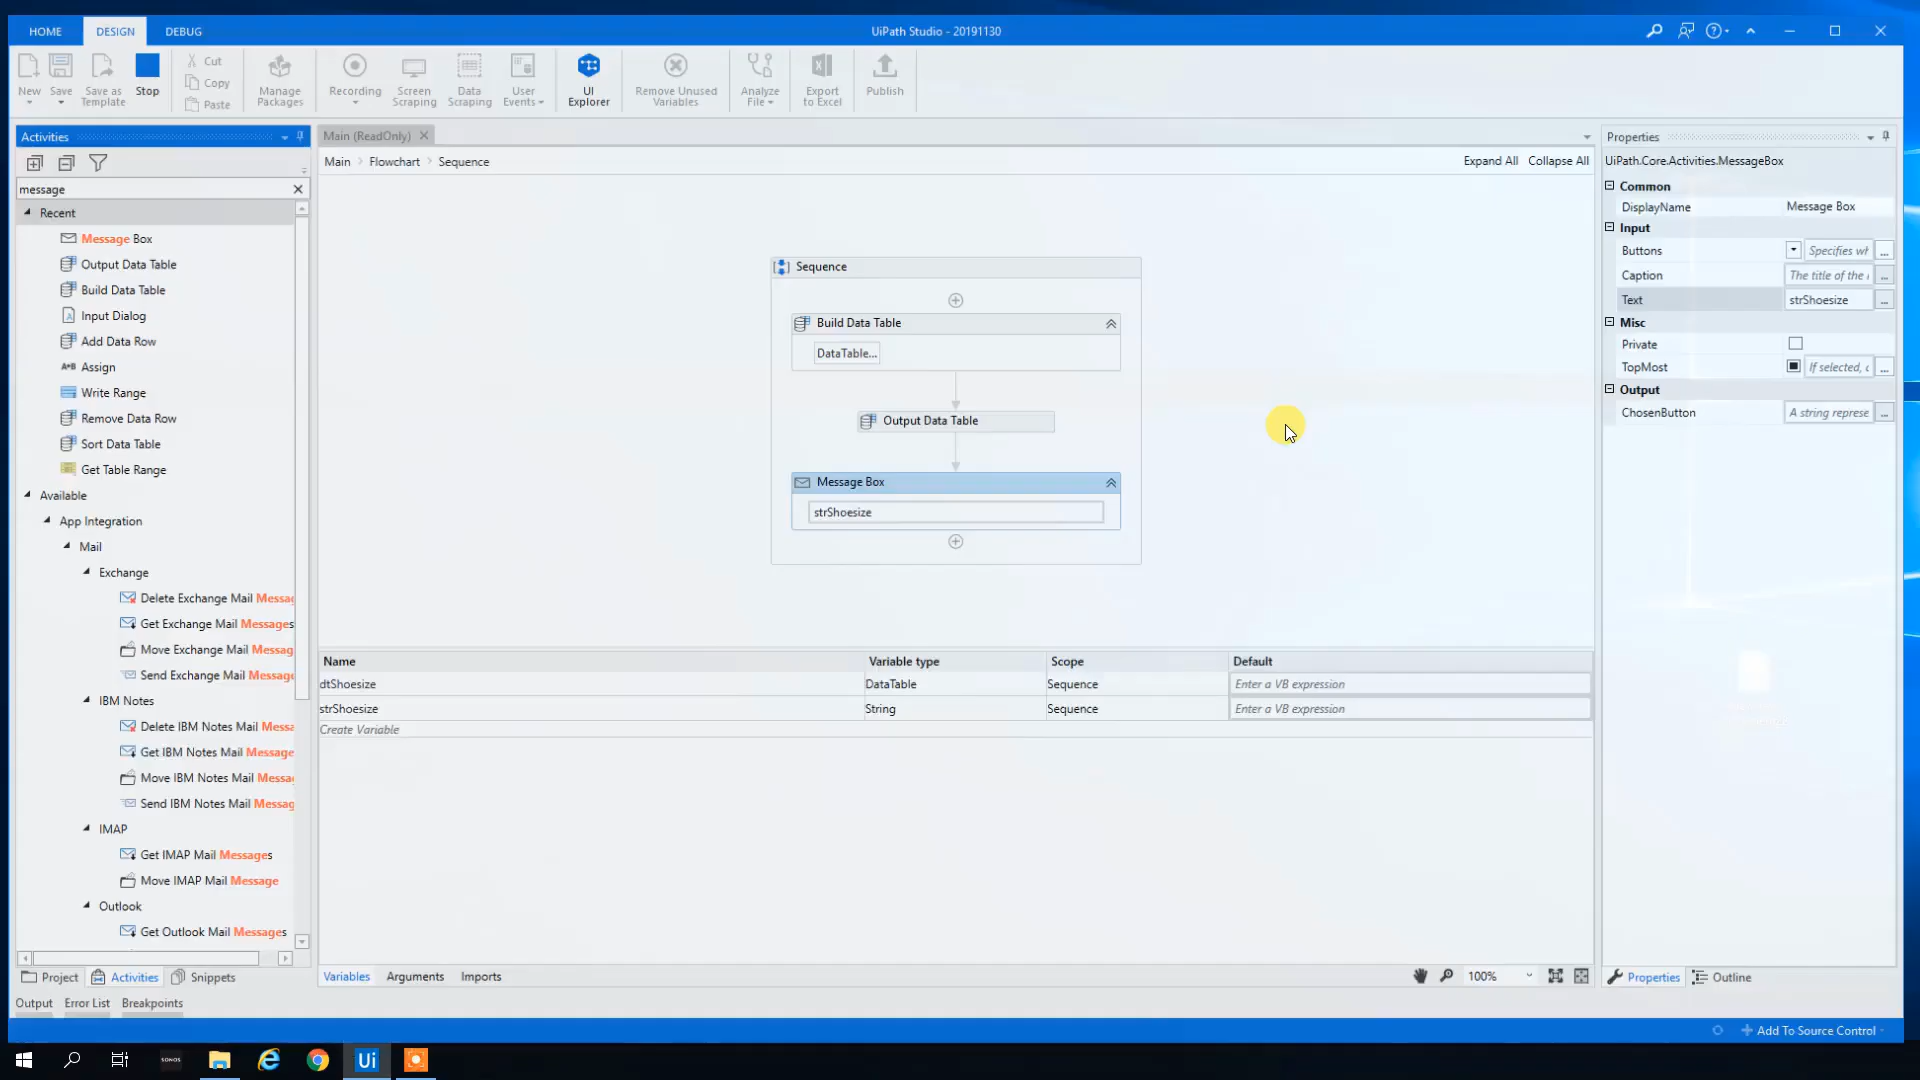 HOME DESIGN DEBUG UiPath Studio - 20191130
New Save Save as Template Stop Cut Copy Paste Manage Packages Recording Screen Scraping Data Scraping User Events UI Explorer Remove Unused Variables Analyze File Export to Excel Publish
Activities
message
Recent
Message Box
Output Data Table
Build Data Table
Input Dialog
Add Data Row
A+B Assign
Write Range
Remove Data Row
Sort Data Table
Get Table Range
Available
App Integration
Mail
Exchange
Delete Exchange Mail Messag
Get Exchange Mail Messages
Move Exchange Mail Messag
Send Exchange Mail Messag
IBM Notes
Delete IBM Notes Mail Messa
Get IBM Notes Mail Message
Move IBM Notes Mail Messa
Send IBM Notes Mail Messag
IMAP
Get IMAP Mail Messages
Move IMAP Mail Message
Outlook
Get Outlook Mail Messages
Project Activities Snippets
Output Error List Breakpoints
Main (ReadOnly)
Main Flowchart Sequence Expand All Collapse All
Sequence
Build Data Table
DataTable...
Output Data Table
Message Box
strShoesize
Name Variable type Scope Default
dtShoesize DataTable Sequence Enter a VB expression
strShoesize String Sequence Enter a VB expression
Create Variable
Variables Arguments Imports 100%
Properties
UiPath.Core.Activities.MessageBox
Common
DisplayName Message Box
Input
Buttons Specifies wh ...
Caption The title of the ...
Text strShoesize ...
Misc
Private
TopMost If selected, ...
Output
ChosenButton A string represe ...
Properties Outline
Add To Source Control
SONOS Ui